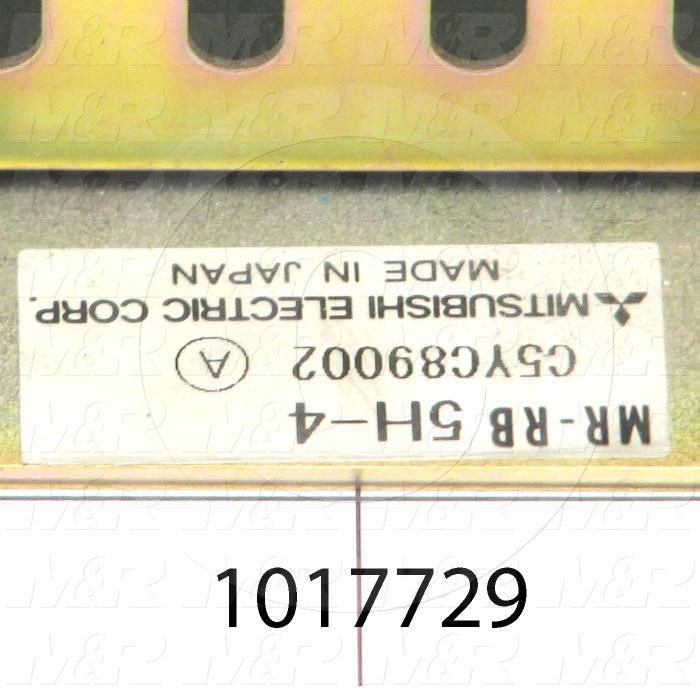 MR-RB 5H-4
C5YC89002 A
MITSUBISHI ELECTRIC CORP.
MADE IN JAPAN
1017729
M&R